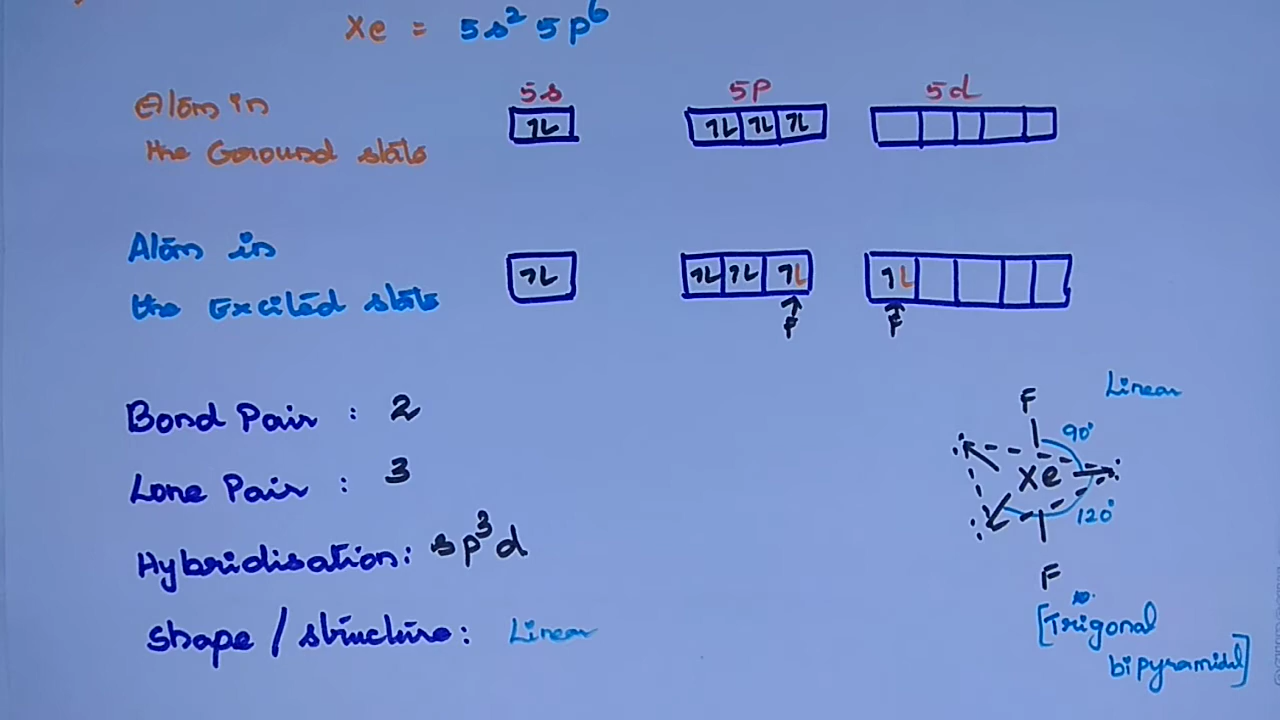 Xe = 5s² 5p⁶
5s 5p 5d
Atom in
the Ground state
Atom in
the Excited state
F F
Bond Pair : 2
Lone Pair : 3
Hybridisation: sp³d
Shape / structure: Linear
Linear
F
90°
Xe
120°
F
[Trigonal
bipyramidal]